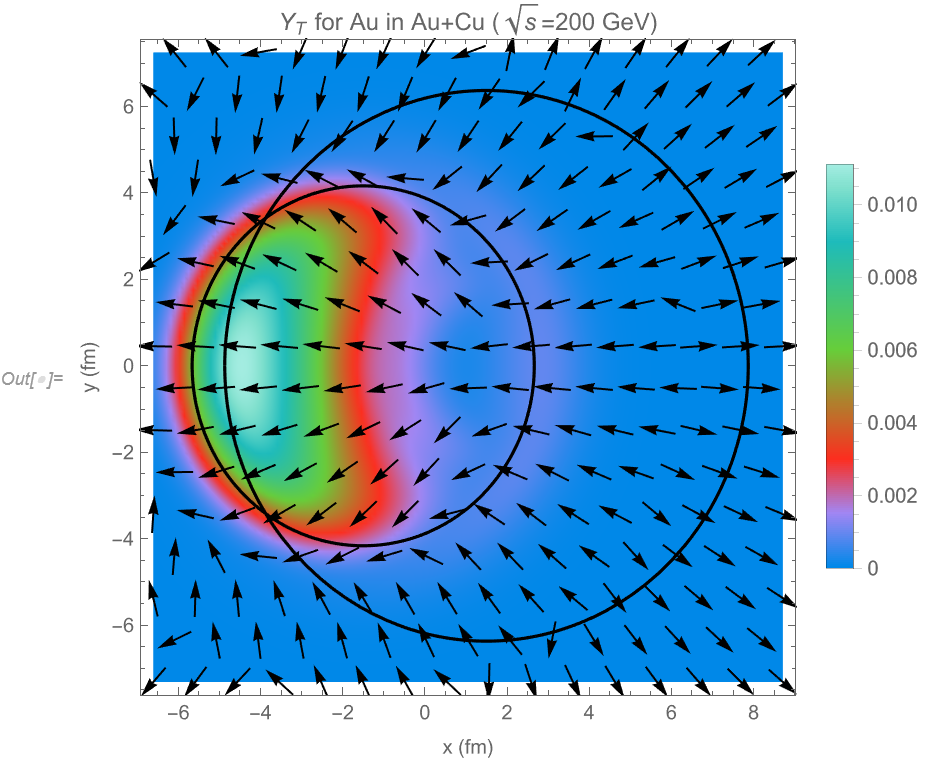 Y_T for Au in Au+Cu ( √s =200 GeV)
Out[●]=
y (fm)
6
4
2
0
−2
−4
−6
−6 −4 −2 0 2 4 6 8
x (fm)
0.010
0.008
0.006
0.004
0.002
0